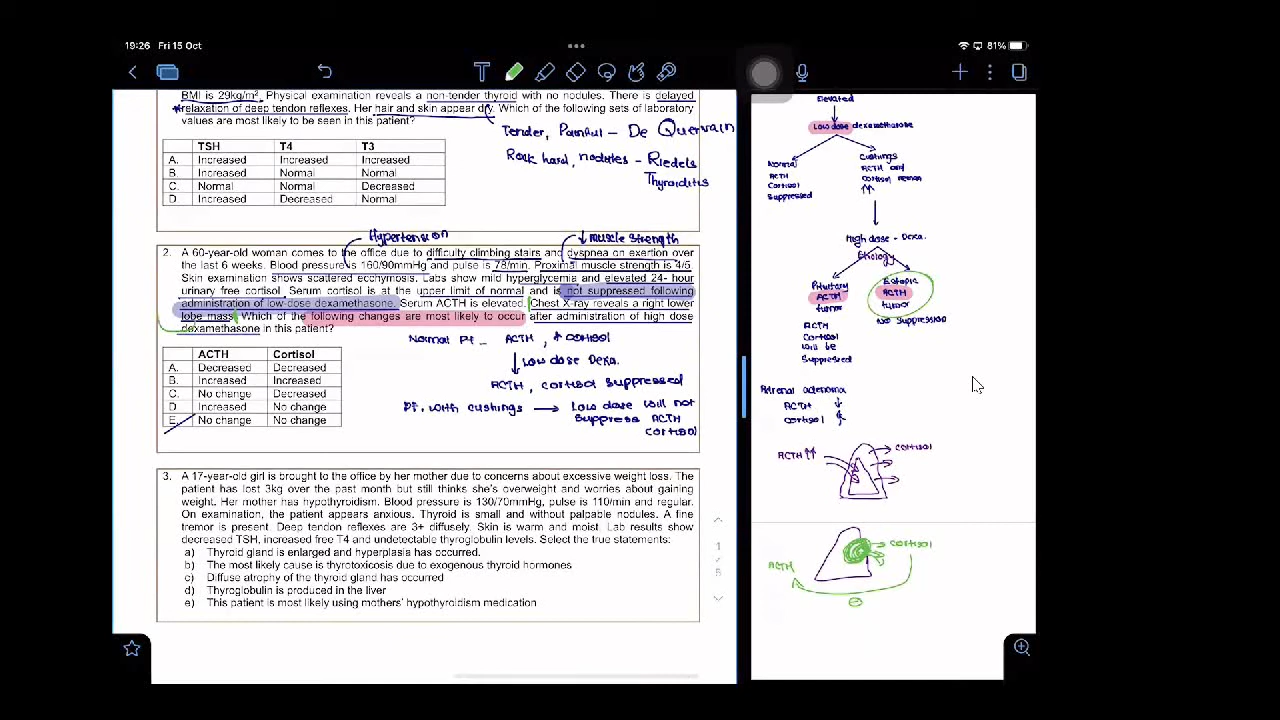 19:26 Fri 15 Oct
81%
BMI is 29kg/m². Physical examination reveals a non-tender thyroid with no nodules. There is delayed
relaxation of deep tendon reflexes. Her hair and skin appear dry. Which of the following sets of laboratory
values are most likely to be seen in this patient?
Tender, Painful - De Quervain
Rock hard, nodules - Riedels
Thyroiditis
TSH T4 T3
A. Increased Increased Increased
B. Increased Normal Normal
C. Normal Normal Decreased
D. Increased Decreased Normal
Hypertension
↓ Muscle strength
2. A 60-year-old woman comes to the office due to difficulty climbing stairs and dyspnea on exertion over
the last 6 weeks. Blood pressure is 160/90mmHg and pulse is 78/min. Proximal muscle strength is 4/5.
Skin examination shows scattered ecchymosis. Labs show mild hyperglycemia and elevated 24- hour
urinary free cortisol. Serum cortisol is at the upper limit of normal and is not suppressed following
administration of low-dose dexamethasone. Serum ACTH is elevated. Chest X-ray reveals a right lower
lobe mass. Which of the following changes are most likely to occur after administration of high dose
dexamethasone in this patient?
ACTH Cortisol
A. Decreased Decreased
B. Increased Increased
C. No change Decreased
D Increased No change
E. No change No change
Normal Pt - ACTH, ↑ cortisol
↓ Low dose Dexa.
ACTH, cortisol suppressed
Pt. with cushings → Low dose will not
suppress ACTH
cortisol
3. A 17-year-old girl is brought to the office by her mother due to concerns about excessive weight loss. The
patient has lost 3kg over the past month but still thinks she's overweight and worries about gaining
weight. Her mother has hypothyroidism. Blout pressure is 130/70mmHg, pulse is 110/min and regular.
On examination, the patient appears anxious. Thyroid is small and without palpable nodules. A fine
tremor is present. Deep tendon reflexes are 3+ diffusely. Skin is warm and moist. Lab results show
decreased TSH, increased free T4 and undetectable thyroglobulin levels. Select the true statements:
a) Thyroid gland is enlarged and hyperplasia has occurred.
b) The most likely cause is thyrotoxicosis due to exogenous thyroid hormones
c) Diffuse atrophy of the thyroid gland has occurred
d) Thyroglobulin is produced in the liver
e) This patient is most likely using mothers' hypothyroidism medication
1
5
Elevated
Low dose dexamethasone
Normal
ACTH
Cortisol
suppressed
Cushings
ACTH and
Cortisol remain
↑↑
High dose - Dexa.
Etiology
Pituitary
ACTH
tumor
ACTH
Cortisol
will be
suppressed
Ectopic
ACTH
tumor
No suppression
Adrenal adenoma
ACTH ↓
Cortisol
ACTH ↑↑
cortisol
cortisol
ACTH